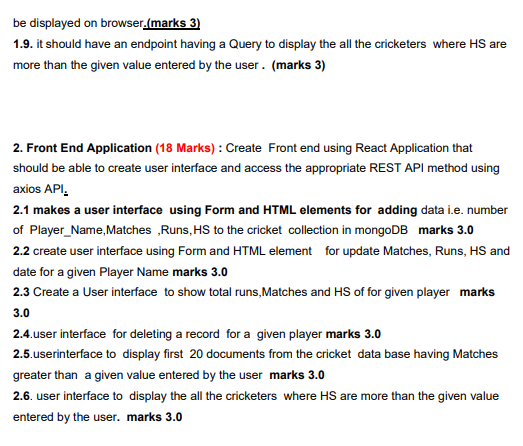 be displayed on browser.(marks 3)
1.9. it should have an endpoint having a Query to display the all the cricketers where HS are
more than the given value entered by the user . (marks 3)
2. Front End Application (18 Marks) : Create Front end using React Application that
should be able to create user interface and access the appropriate REST API method using
axios API.
2.1 makes a user interface using Form and HTML elements for adding data i.e. number
of Player_Name,Matches ,Runs,HS to the cricket collection in mongoDB marks 3.0
2.2 create user interface using Form and HTML element for update Matches, Runs, HS and
date for a given Player Name marks 3.0
2.3 Create a User interface to show total runs,Matches and HS of for given player marks
3.0
2.4.user interface for deleting a record for a given player marks 3.0
2.5.userinterface to display first 20 documents from the cricket data base having Matches
greater than a given value entered by the user marks 3.0
2.6. user interface to display the all the cricketers where HS are more than the given value
entered by the user. marks 3.0